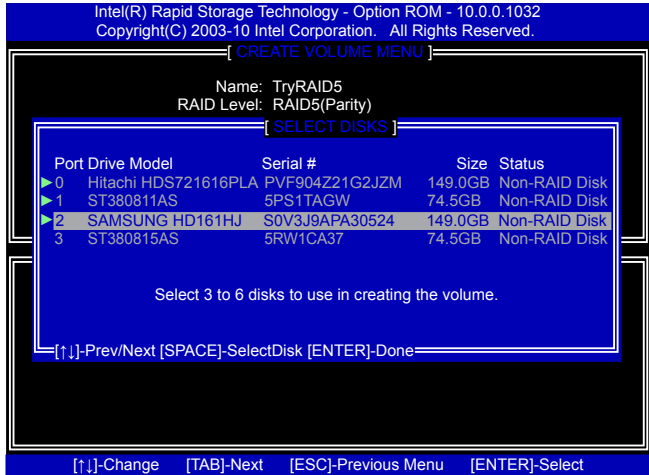 Intel(R) Rapid Storage Technology - Option ROM - 10.0.0.1032
Copyright(C) 2003-10 Intel Corporation. All Rights Reserved.
[ CREATE VOLUME MENU ]
Name: TryRAID5
RAID Level: RAID5(Parity)
[ SELECT DISKS ]
Port Drive Model Serial # Size Status
0 Hitachi HDS721616PLA PVF904Z21G2JZM 149.0GB Non-RAID Disk
1 ST380811AS 5PS1TAGW 74.5GB Non-RAID Disk
2 SAMSUNG HD161HJ S0V3J9APA30524 149.0GB Non-RAID Disk
3 ST380815AS 5RW1CA37 74.5GB Non-RAID Disk
Select 3 to 6 disks to use in creating the volume.
[↑↓]-Prev/Next [SPACE]-SelectDisk [ENTER]-Done
[↑↓]-Change [TAB]-Next [ESC]-Previous Menu [ENTER]-Select